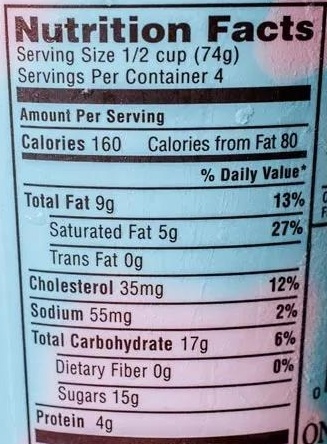 Nutrition Facts
Serving Size 1/2 cup (74g)
Servings Per Container 4
Amount Per Serving
Calories 160 Calories from Fat 80
% Daily Value*
Total Fat 9g 13%
Saturated Fat 5g 27%
Trans Fat 0g
Cholesterol 35mg 12%
Sodium 55mg 2%
Total Carbohydrate 17g 6%
Dietary Fiber 0g 0%
Sugars 15g
Protein 4g